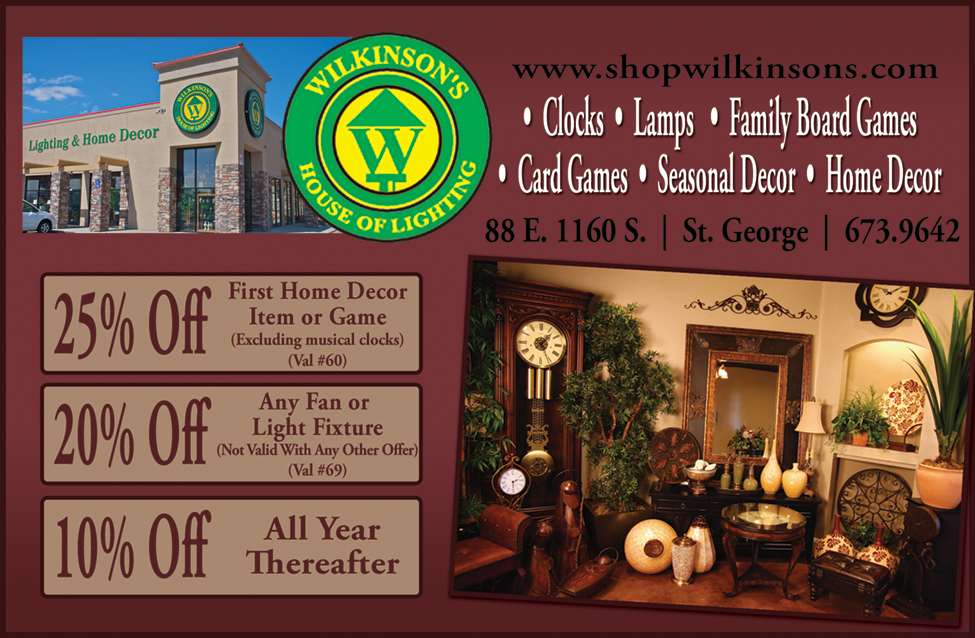 Lighting & Home Decor
WILKINSON'S
HOUSE OF LIGHTING
W
WILKINSON'S
HOUSE OF LIGHTING
W
www.shopwilkinsons.com
• Clocks • Lamps • Family Board Games
• Card Games • Seasonal Decor • Home Decor
88 E. 1160 S. | St. George | 673.9642
25% Off
First Home Decor
Item or Game
(Excluding musical clocks)
(Val #60)
20% Off
Any Fan or
Light Fixture
(Not Valid With Any Other Offer)
(Val #69)
10% Off
All Year
Thereafter